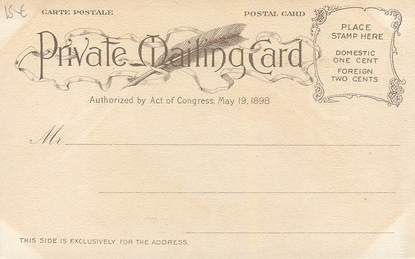 15-€
CARTE POSTALE
POSTAL CARD
Private Mailing Card
Authorized by Act of Congress, May 19, 1898
PLACE
STAMP HERE
DOMESTIC
ONE CENT
FOREIGN
TWO CENTS
Mr
THIS SIDE IS EXCLUSIVELY FOR THE ADDRESS.